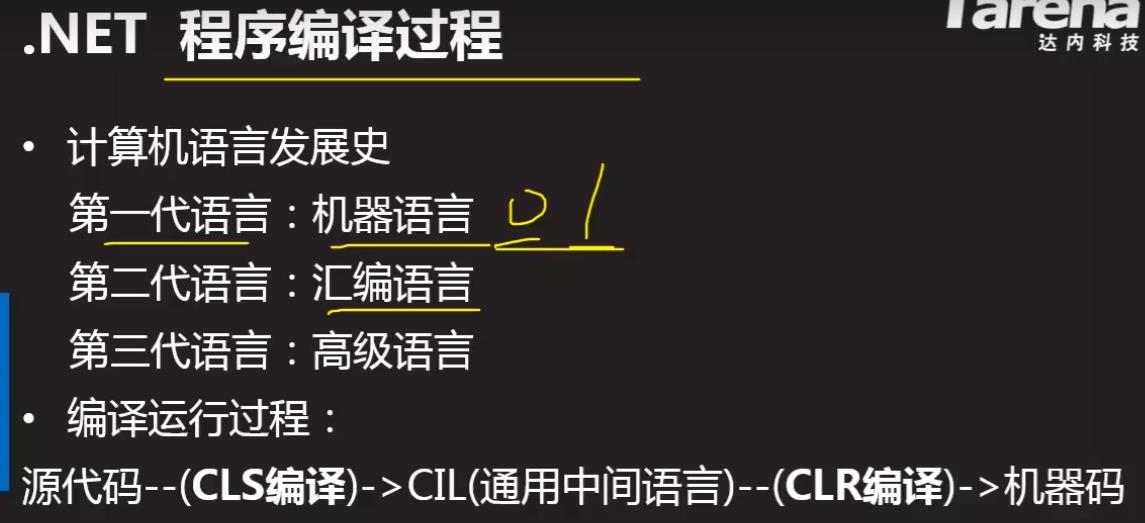 .NET 程序编译过程
Tarena
达内科技
• 计算机语言发展史
第一代语言：机器语言 0 1
第二代语言：汇编语言
第三代语言：高级语言
• 编译运行过程：
源代码--(CLS编译)->CIL(通用中间语言)--(CLR编译)->机器码